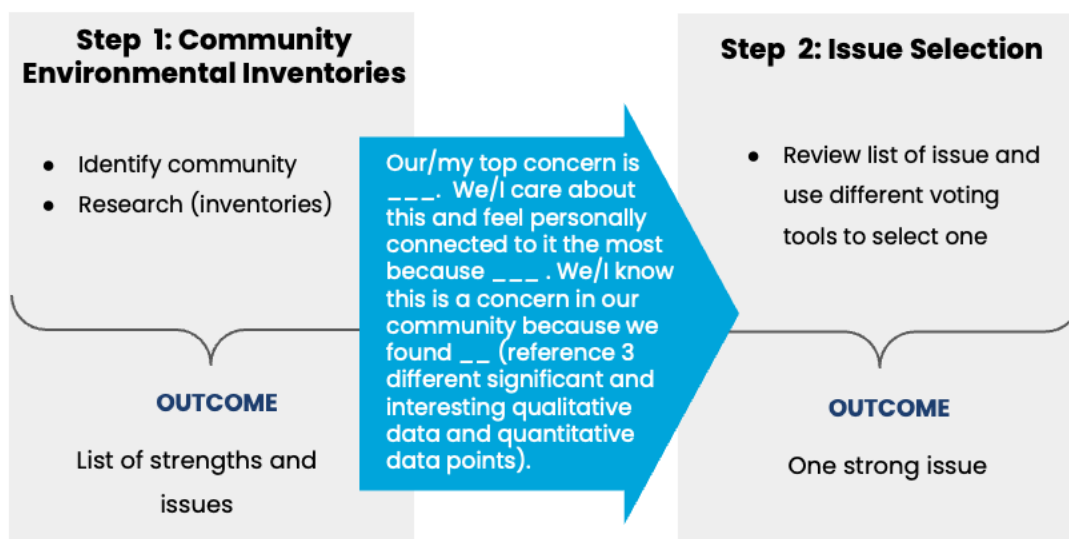 Step 1: Community
Environmental Inventories
● Identify community
● Research (inventories)
OUTCOME
List of strengths and
issues
Our/my top concern is
___. We/I care about
this and feel personally
connected to it the most
because ___ . We/I know
this is a concern in our
community because we
found __ (reference 3
different significant and
interesting qualitative
data and quantitative
data points).
Step 2: Issue Selection
● Review list of issue and
use different voting
tools to select one
OUTCOME
One strong issue